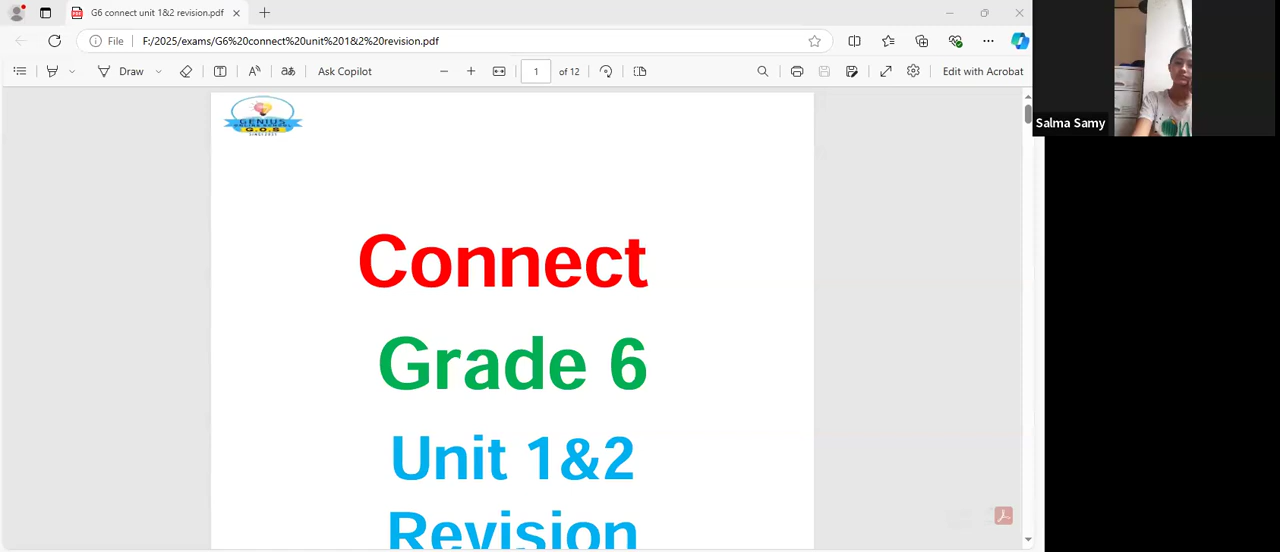 G6 connect unit 1&2 revision.pdf
File F:/2025/exams/G6%20connect%20unit%201&2%20revision.pdf
Draw Ask Copilot 1 of 12 Edit with Acrobat
Salma Samy
GENIUS
G.O.S
Connect
Grade 6
Unit 1&2
Revision